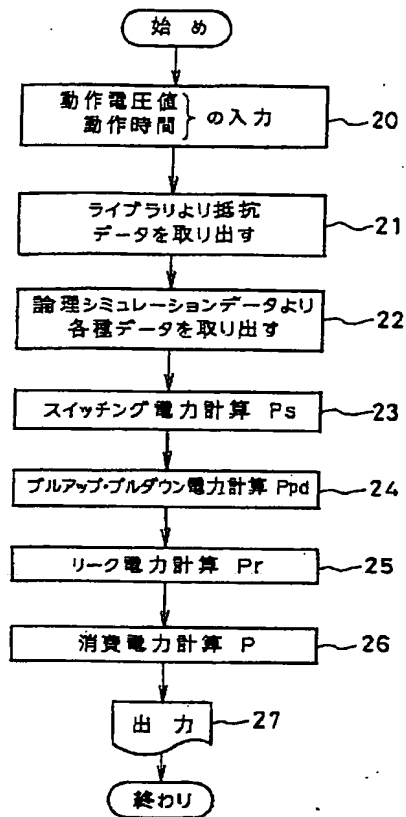 始め
動作電圧値
動作時間 } の入力
20
ライブラリより抵抗
データを取り出す
21
論理シミュレーションデータより
各種データを取り出す
22
スイッチング電力計算 Ps
23
プルアップ・プルダウン電力計算 Ppd
24
リーク電力計算 Pr
25
消費電力計算 P
26
出力
27
終わり